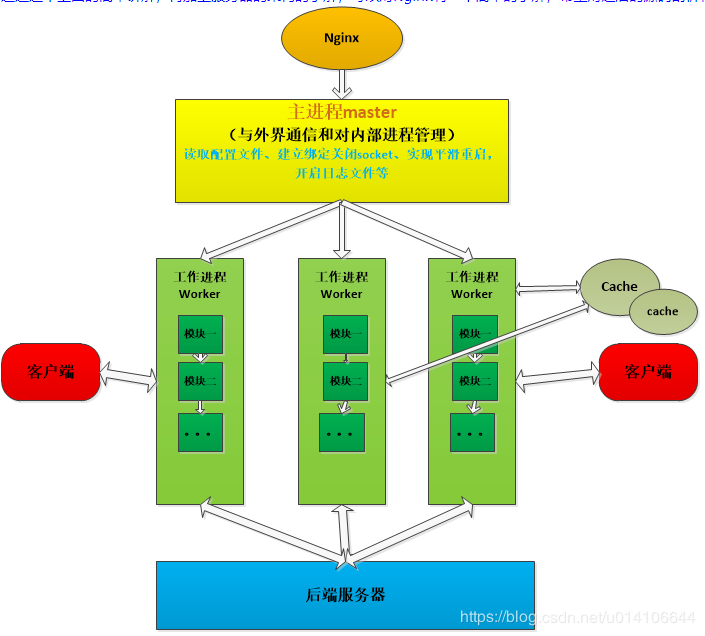 Nginx
主进程master
（与外界通信和对内部进程管理）
读取配置文件、建立绑定关闭socket、实现平滑重启，
开启日志文件等
工作进程
Worker
模块一
模块二
...
工作进程
Worker
模块一
模块二
...
工作进程
Worker
模块一
模块二
...
Cache
cache
客户端
客户端
后端服务器
https://blog.csdn.net/u014106644